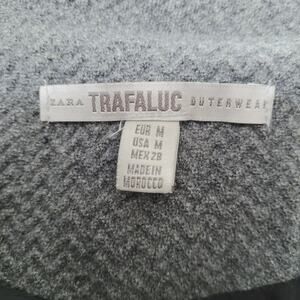 ZARA TRAFALUC OUTERWEAR
EUR M
USA M
MEX 28
MADE IN
MOROCCO